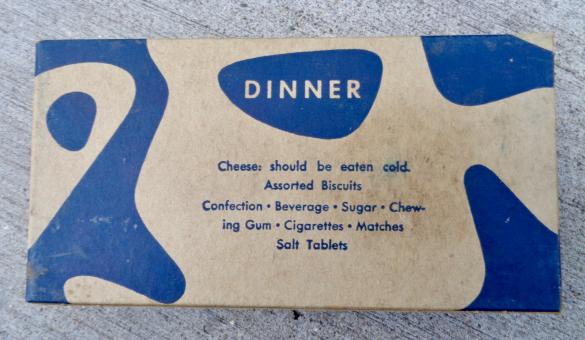 DINNER
Cheese: should be eaten cold.
Assorted Biscuits
Confection • Beverage • Sugar • Chew-
ing Gum • Cigarettes • Matches
Salt Tablets